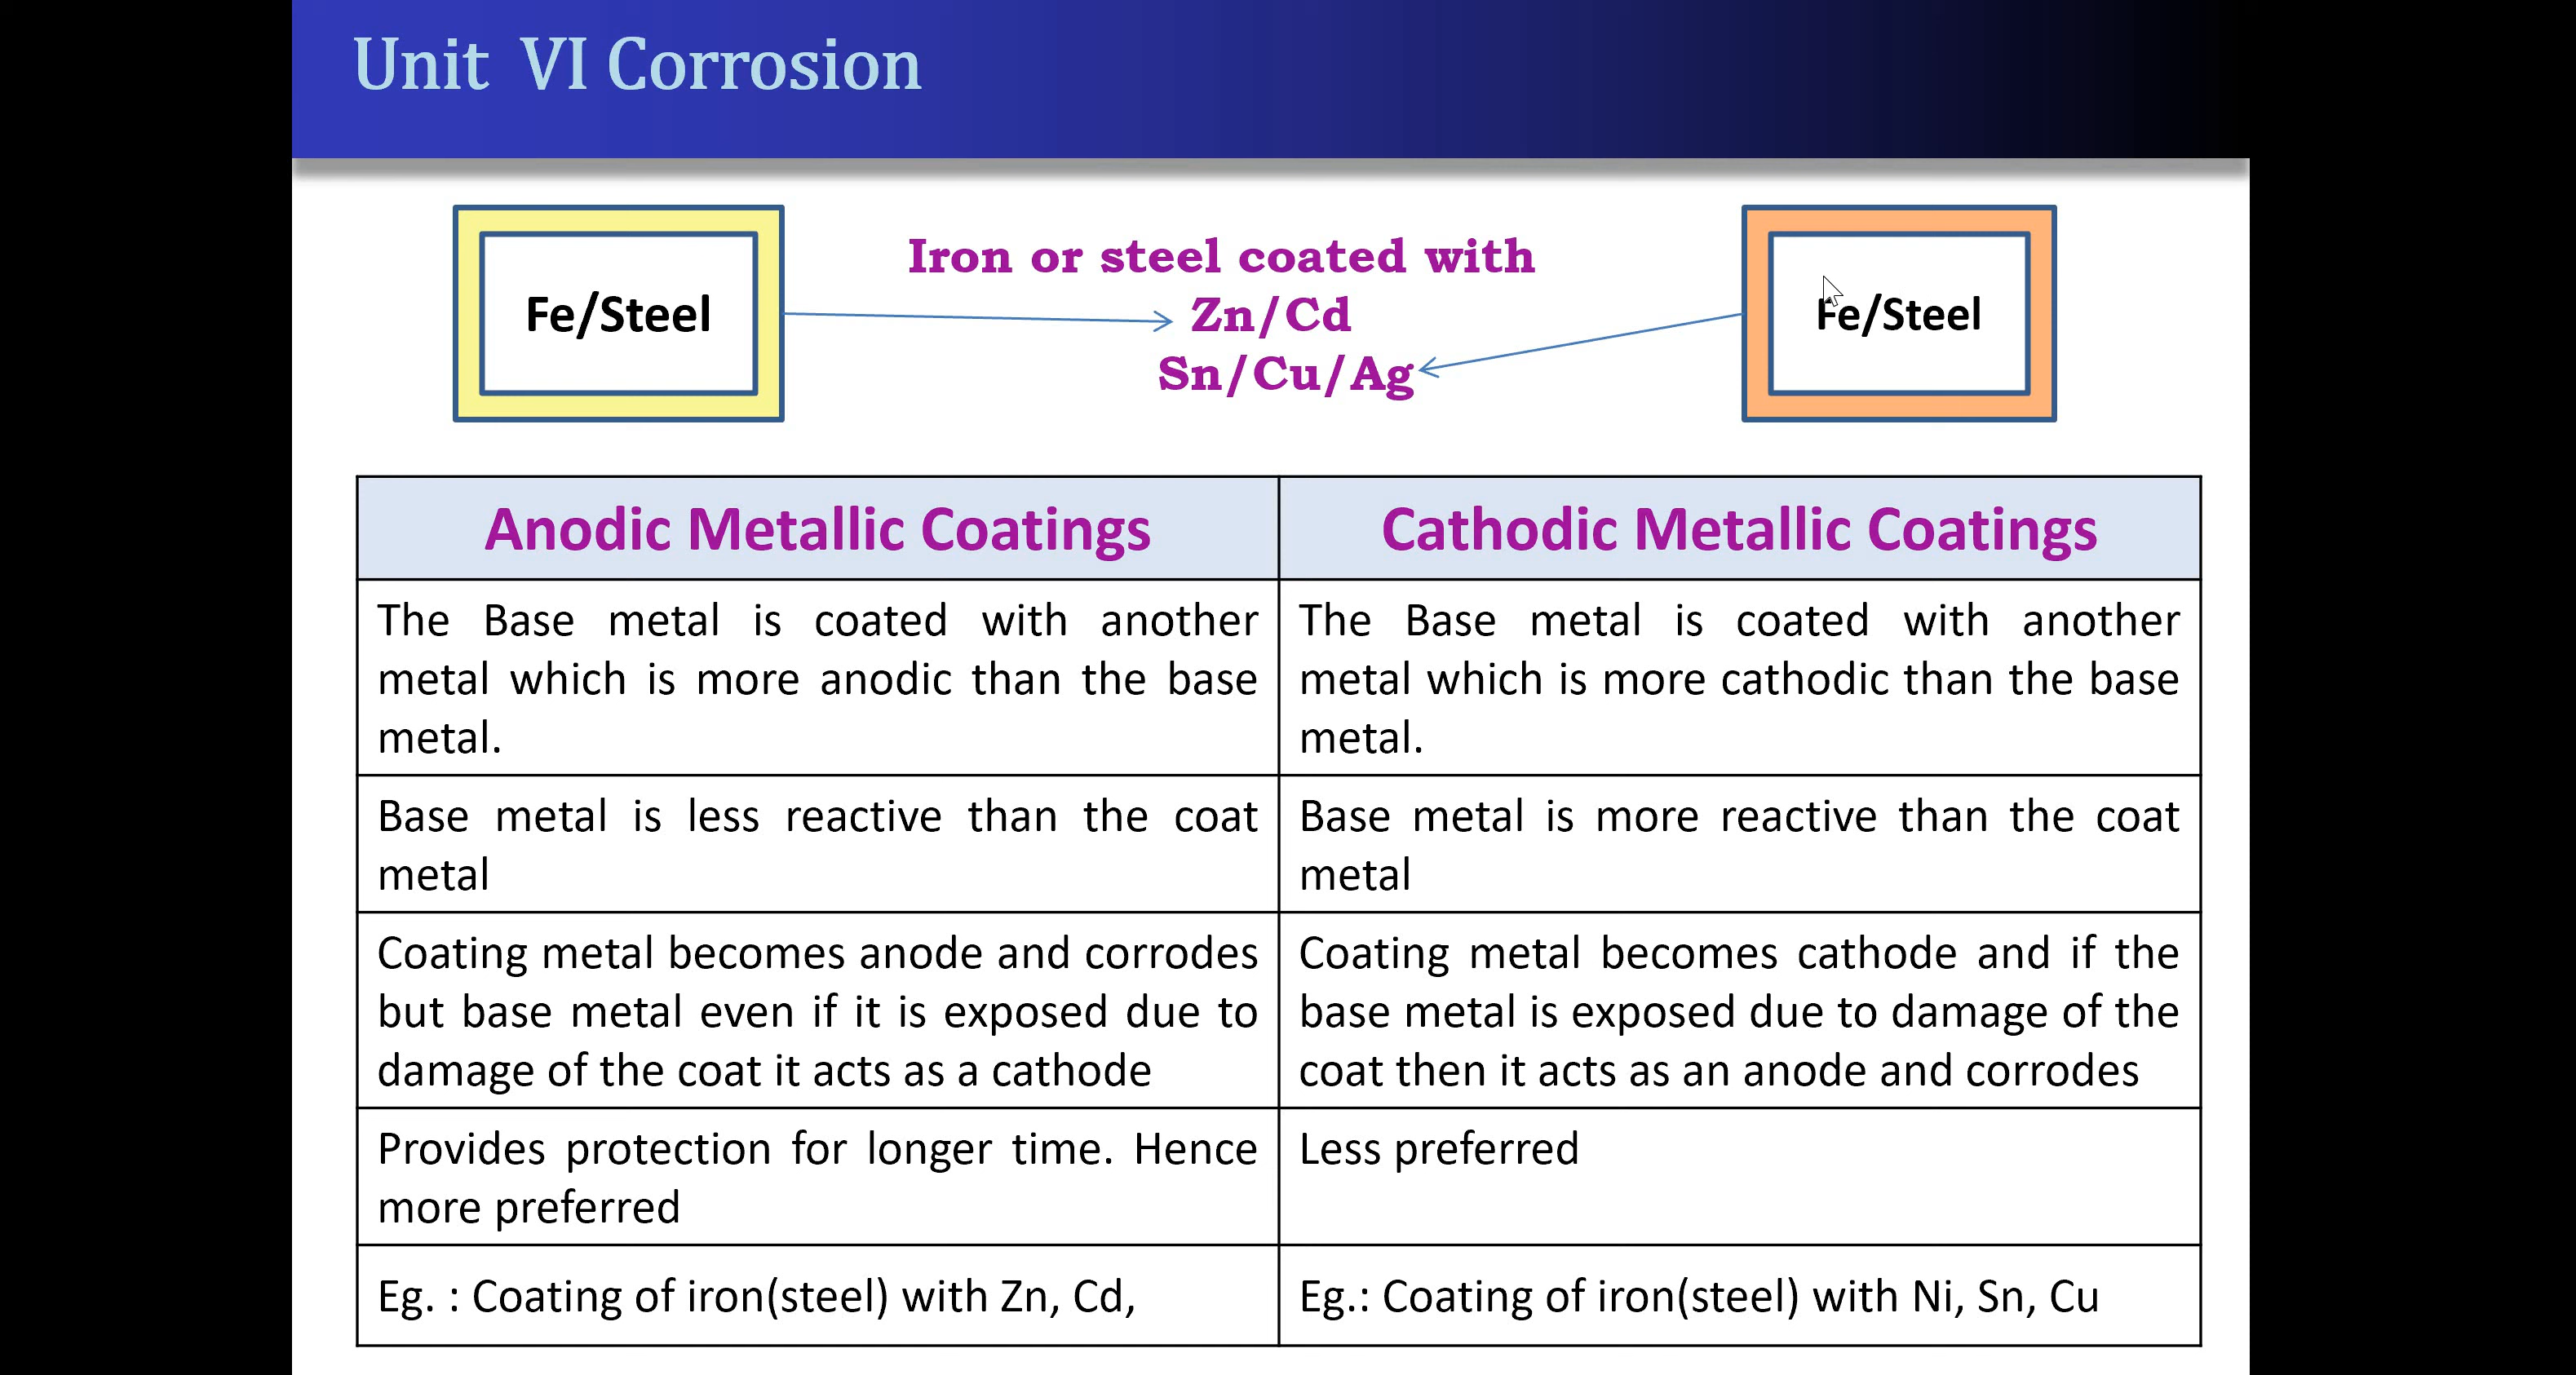 Unit VI Corrosion
Fe/Steel
Iron or steel coated with
Zn/Cd
Sn/Cu/Ag
Fe/Steel
Anodic Metallic Coatings
Cathodic Metallic Coatings
The Base metal is coated with another
metal which is more anodic than the base
metal.
The Base metal is coated with another
metal which is more cathodic than the base
metal.
Base metal is less reactive than the coat
metal
Base metal is more reactive than the coat
metal
Coating metal becomes anode and corrodes
but base metal even if it is exposed due to
damage of the coat it acts as a cathode
Coating metal becomes cathode and if the
base metal is exposed due to damage of the
coat then it acts as an anode and corrodes
Provides protection for longer time. Hence
more preferred
Less preferred
Eg. : Coating of iron(steel) with Zn, Cd,
Eg.: Coating of iron(steel) with Ni, Sn, Cu